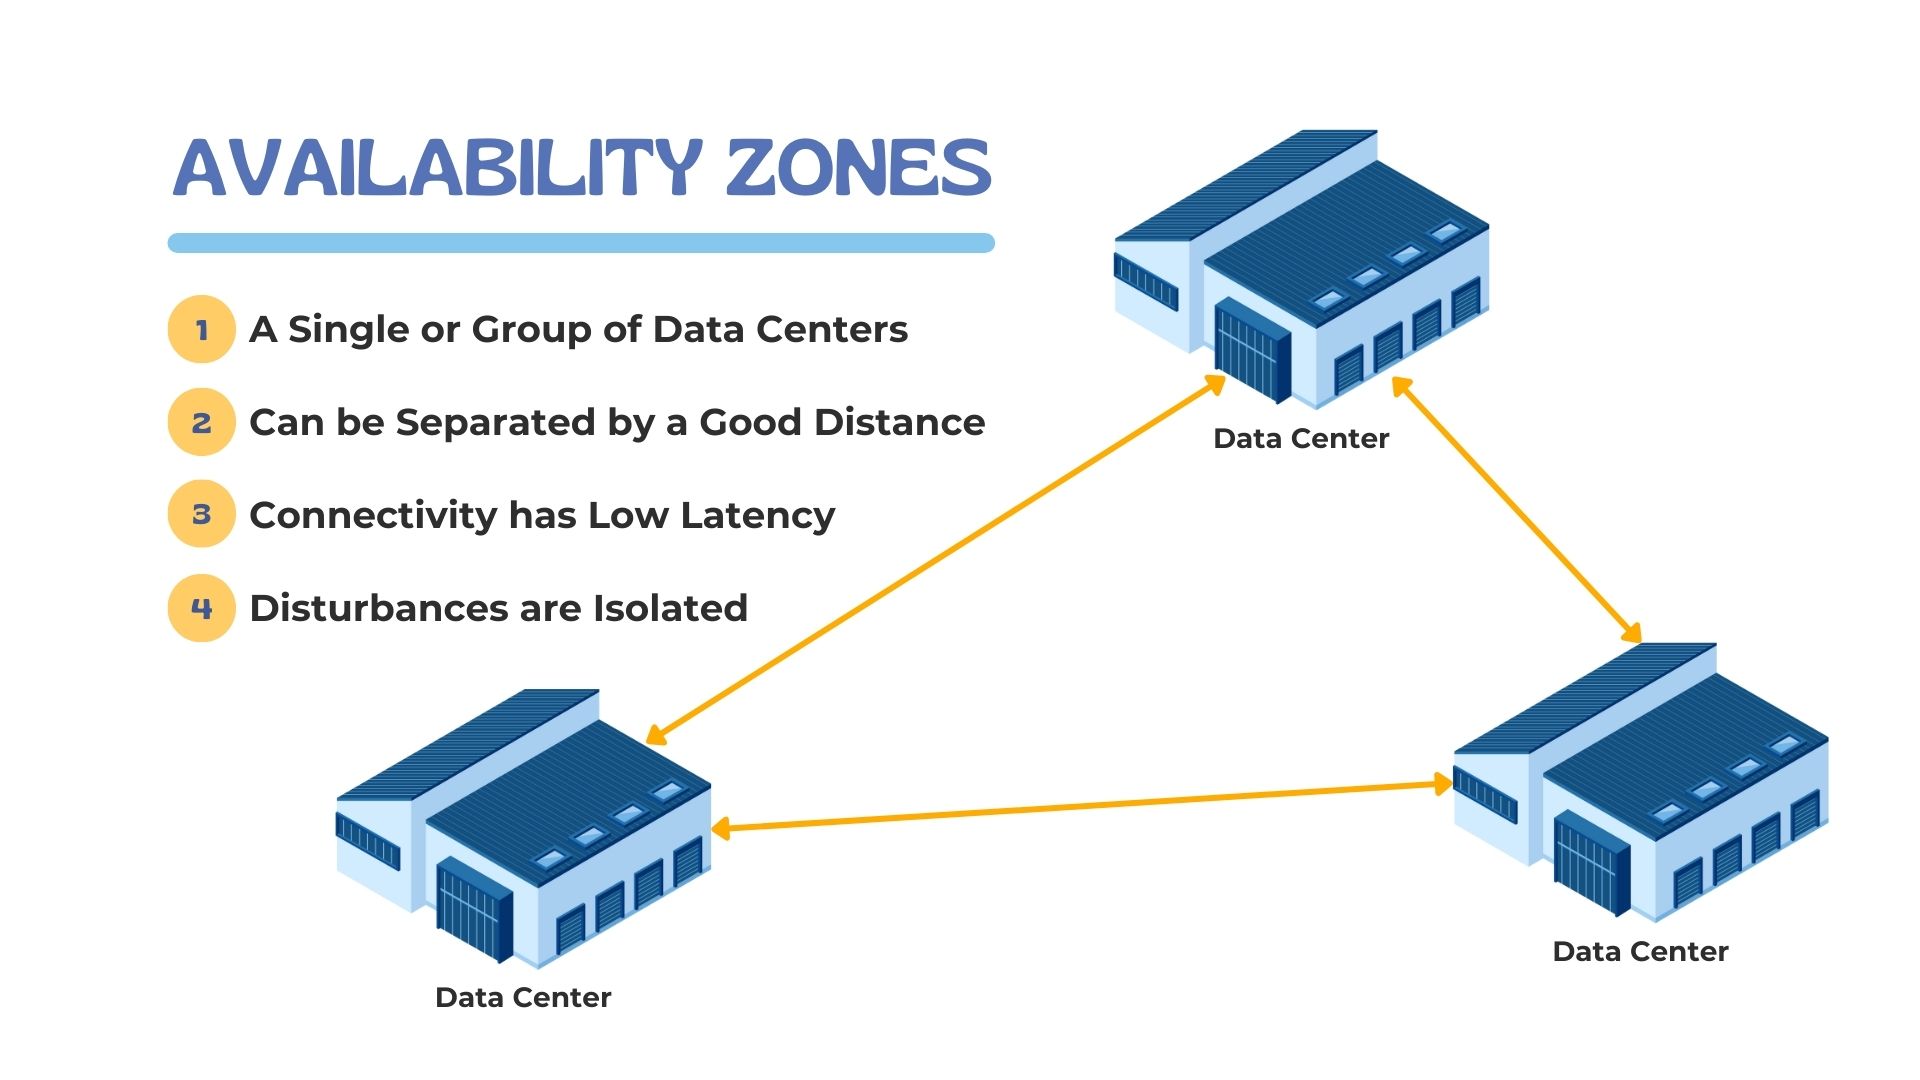 AVAILABILITY ZONES
1 A Single or Group of Data Centers
2 Can be Separated by a Good Distance
3 Connectivity has Low Latency
4 Disturbances are Isolated
Data Center
Data Center
Data Center